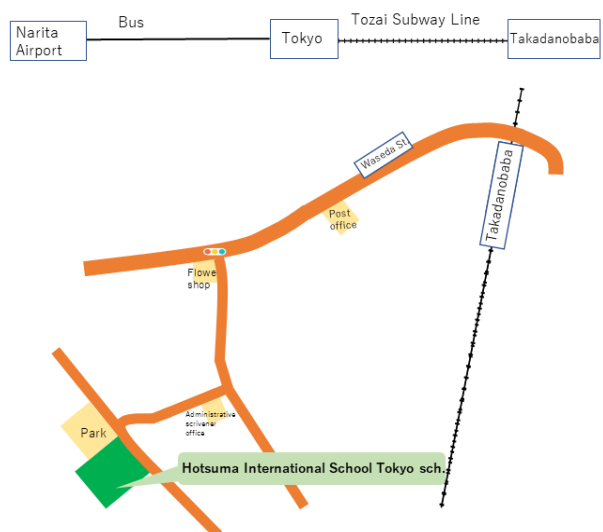 Bus
Tozai Subway Line
Narita
Airport
Tokyo
Takadanobaba
Waseda St.
Takadanobaba
Post
office
Flowe
shop
Administrative
scrivener
office
Park
Hotsuma International School Tokyo sch.